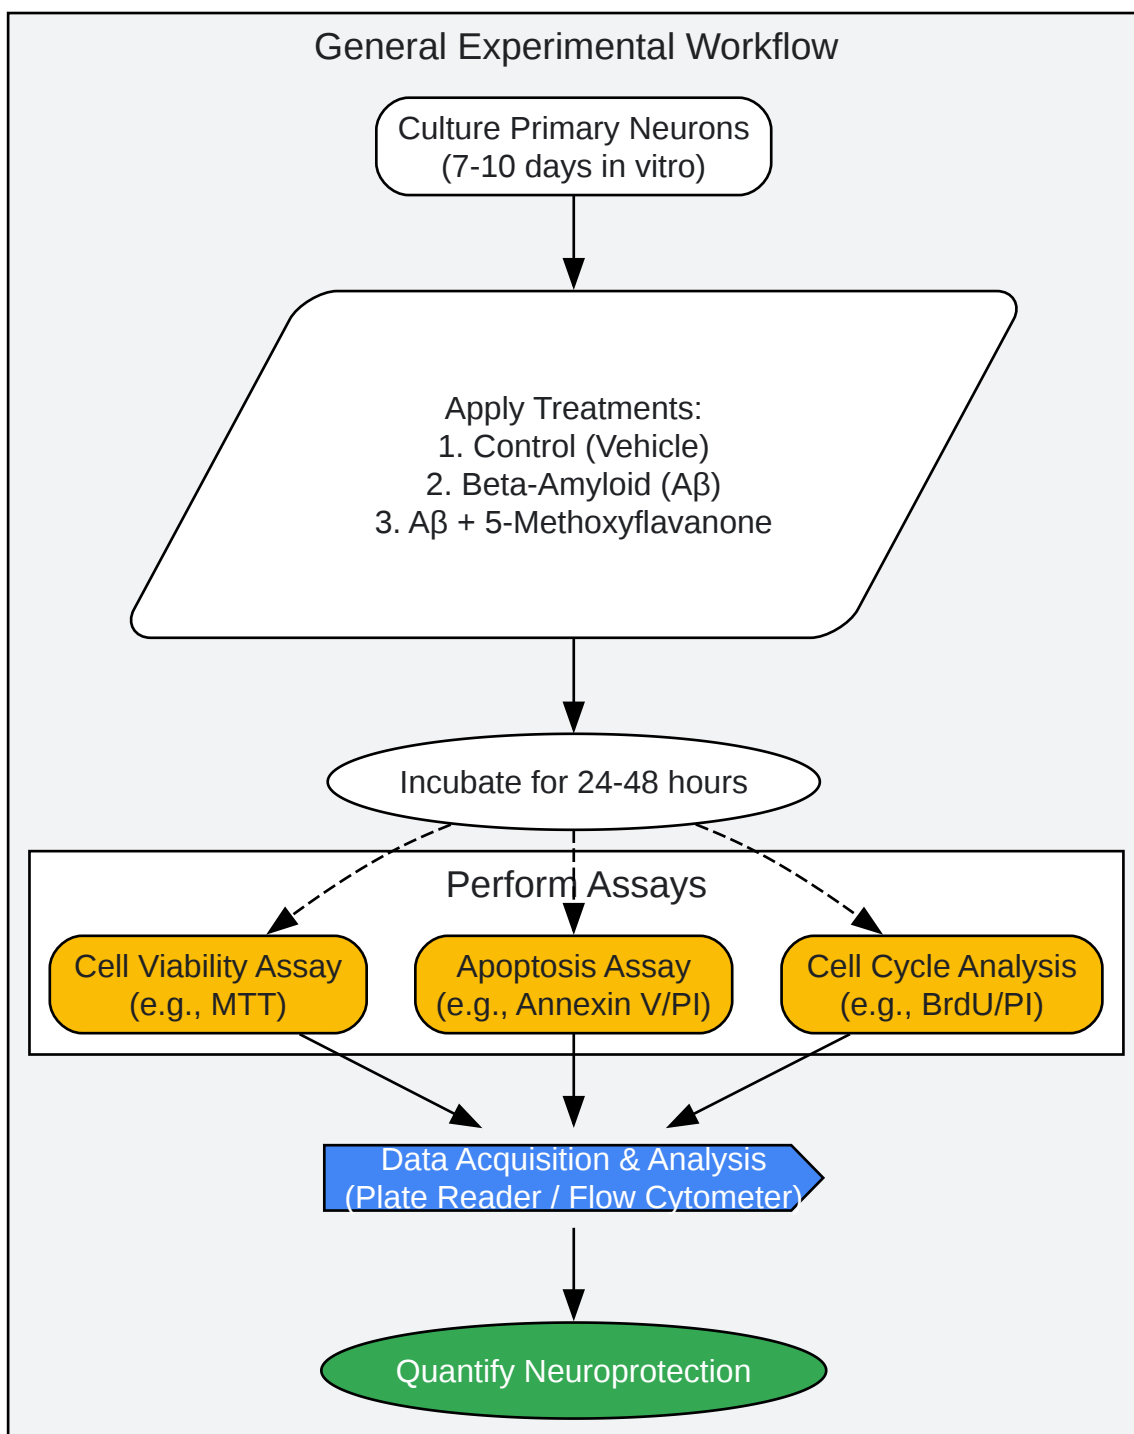 General Experimental Workflow
Culture Primary Neurons
(7-10 days in vitro)
Apply Treatments:
1. Control (Vehicle)
2. Beta-Amyloid (Aβ)
3. Aβ + 5-Methoxyflavanone
Incubate for 24-48 hours
Perform Assays
Cell Viability Assay
(e.g., MTT)
Apoptosis Assay
(e.g., Annexin V/PI)
Cell Cycle Analysis
(e.g., BrdU/PI)
Data Acquisition & Analysis
(Plate Reader / Flow Cytometer)
Quantify Neuroprotection